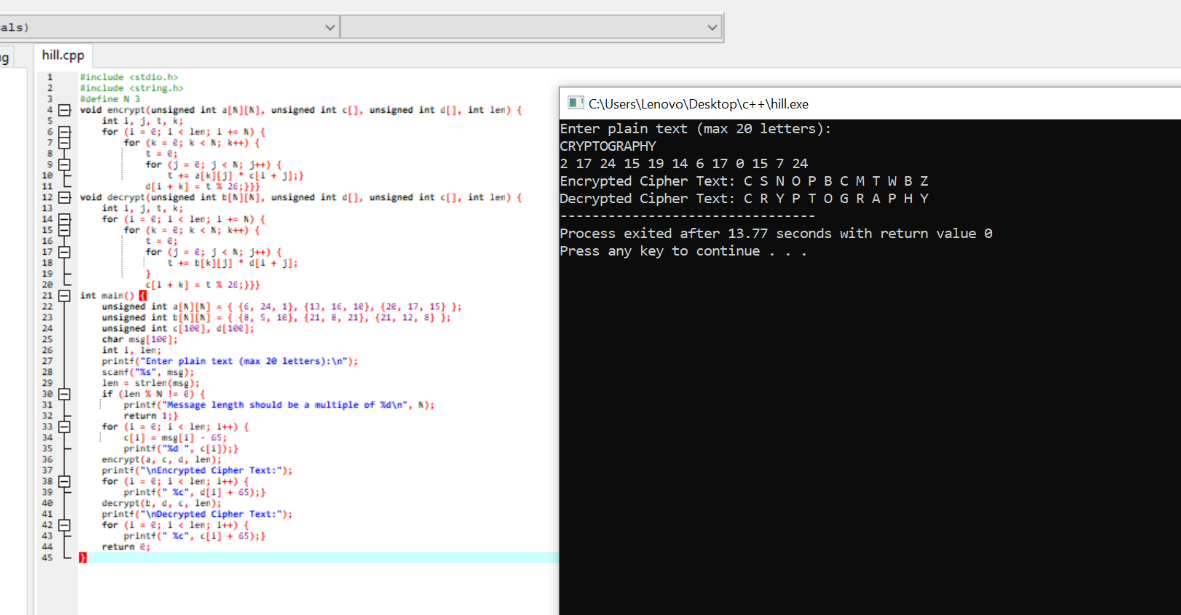 als)
g
hill.cpp
1 #include <stdio.h>
2 #include <string.h>
3 #define N 3
4 void encrypt(unsigned int a[N][N], unsigned int c[], unsigned int d[], int len) {
5 int i, j, t, k;
6 for (i = 0; i < len; i += N) {
7 for (k = 0; k < N; k++) {
8 t = 0;
9 for (j = 0; j < N; j++) {
10 t += a[k][j] * c[i + j];}
11 d[i + k] = t % 26;}}}
12 void decrypt(unsigned int b[N][N], unsigned int d[], unsigned int c[], int len) {
13 int i, j, t, k;
14 for (i = 0; i < len; i += N) {
15 for (k = 0; k < N; k++) {
16 t = 0;
17 for (j = 0; j < N; j++) {
18 t += b[k][j] * d[i + j];
19 }
20 c[i + k] = t % 26;}}}
21 int main() {
22 unsigned int a[N][N] = { {6, 24, 1}, {13, 16, 10}, {20, 17, 15} };
23 unsigned int b[N][N] = { {8, 5, 10}, {21, 8, 21}, {21, 12, 8} };
24 unsigned int c[100], d[100];
25 char msg[100];
26 int i, len;
27 printf("Enter plain text (max 20 letters):\n");
28 scanf("%s", msg);
29 len = strlen(msg);
30 if (len % N != 0) {
31 printf("Message length should be a multiple of %d\n", N);
32 return 1;}
33 for (i = 0; i < len; i++) {
34 c[i] = msg[i] - 65;
35 printf("%d ", c[i]);}
36 encrypt(a, c, d, len);
37 printf("\nEncrypted Cipher Text:");
38 for (i = 0; i < len; i++) {
39 printf(" %c", d[i] + 65);}
40 decrypt(b, d, c, len);
41 printf("\nDecrypted Cipher Text:");
42 for (i = 0; i < len; i++) {
43 printf(" %c", c[i] + 65);}
44 return 0;
45 }
C:\Users\Lenovo\Desktop\c++\hill.exe
Enter plain text (max 20 letters):
CRYPTOGRAPHY
2 17 24 15 19 14 6 17 0 15 7 24
Encrypted Cipher Text: C S N O P B C M T W B Z
Decrypted Cipher Text: C R Y P T O G R A P H Y
--------------------------------
Process exited after 13.77 seconds with return value 0
Press any key to continue . . .